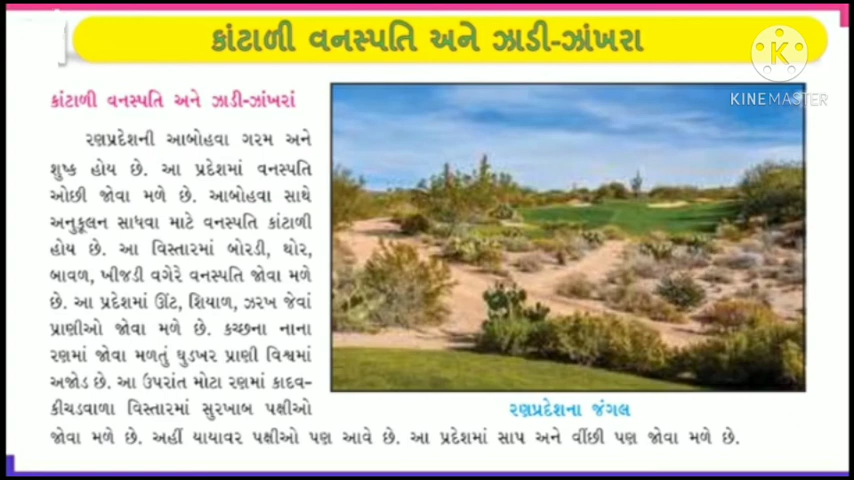 કાંટાળી વનસ્પતિ અને ઝાડી-ઝાંખરા
KINEMASTER
કાંટાળી વનસ્પતિ અને ઝાડી-ઝાંખરાં
રણપ્રદેશની આબોહવા ગરમ અને
શુષ્ક હોય છે. આ પ્રદેશમાં વનસ્પતિ
ઓછી જોવા મળે છે. આબોહવા સાથે
અનુકૂલન સાધવા માટે વનસ્પતિ કાંટાળી
હોય છે. આ વિસ્તારમાં બોરડી, થોર,
બાવળ, ખીજડી વગેરે વનસ્પતિ જોવા મળે
છે. આ પ્રદેશમાં ઊંટ, શિયાળ, ઝરખ જેવાં
પ્રાણીઓ જોવા મળે છે. કચ્છના નાના
રણમાં જોવા મળતું ઘુડખર પ્રાણી વિશ્વમાં
અજોડ છે. આ ઉપરાંત મોટા રણમાં કાદવ-
કીચડવાળા વિસ્તારમાં સુરખાબ પક્ષીઓ
જોવા મળે છે. અહીં યાયાવર પક્ષીઓ પણ આવે છે. આ પ્રદેશમાં સાપ અને વીંછી પણ જોવા મળે છે.
રણપ્રદેશના જંગલ